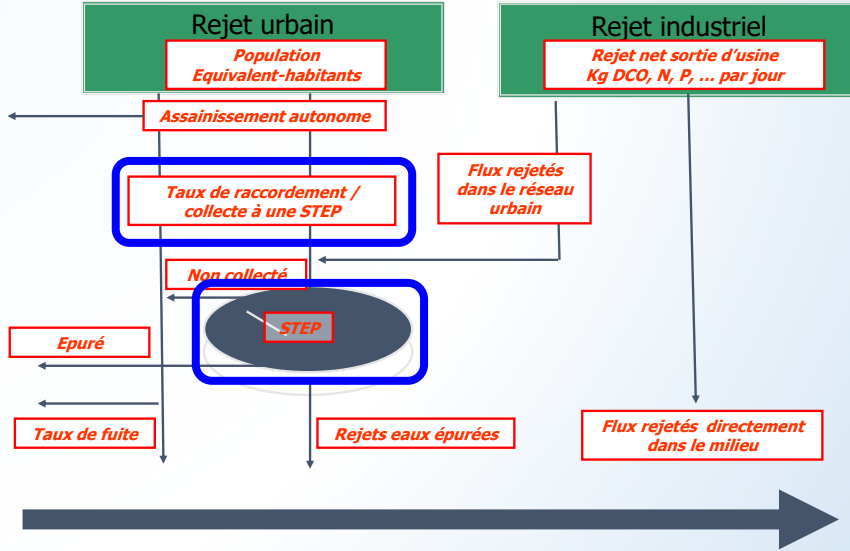 Rejet urbain
Population
Equivalent-habitants
Rejet industriel
Rejet net sortie d'usine
Kg DCO, N, P, ... par jour
Assainissement autonome
Taux de raccordement /
collecte à une STEP
Flux rejetés
dans le réseau
urbain
Non collecté
STEP
Epuré
Taux de fuite
Rejets eaux épurées
Flux rejetés directement
dans le milieu